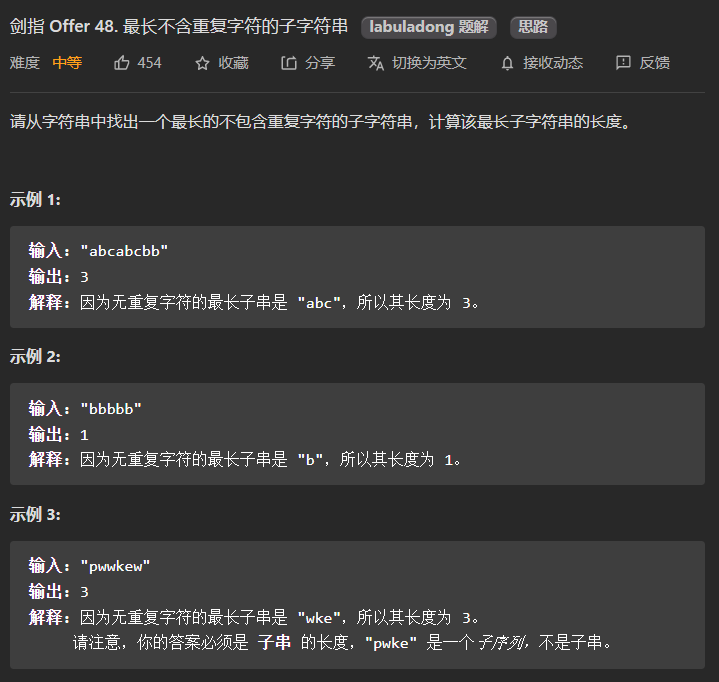 剑指 Offer 48. 最长不含重复字符的子字符串 labuladong 题解 思路
难度 中等 454 收藏 分享 切换为英文 接收动态 反馈
请从字符串中找出一个最长的不包含重复字符的子字符串，计算该最长子字符串的长度。
示例 1:
输入: "abcabcbb"
输出: 3
解释: 因为无重复字符的最长子串是 "abc"，所以其长度为 3。
示例 2:
输入: "bbbbb"
输出: 1
解释: 因为无重复字符的最长子串是 "b"，所以其长度为 1。
示例 3:
输入: "pwwkew"
输出: 3
解释: 因为无重复字符的最长子串是 "wke"，所以其长度为 3。
请注意，你的答案必须是 子串 的长度，"pwke" 是一个子序列，不是子串。